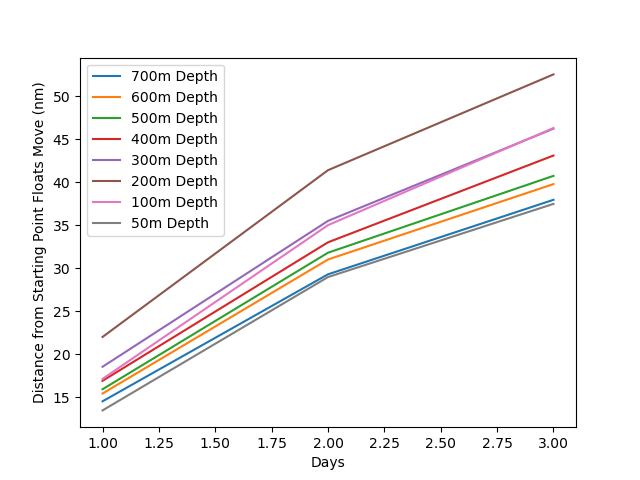 700m Depth
600m Depth
500m Depth
400m Depth
300m Depth
200m Depth
100m Depth
50m Depth
50
45
40
35
30
25
20
15
Distance from Starting Point Floats Move (nm)
1.00 1.25 1.50 1.75 2.00 2.25 2.50 2.75 3.00
Days